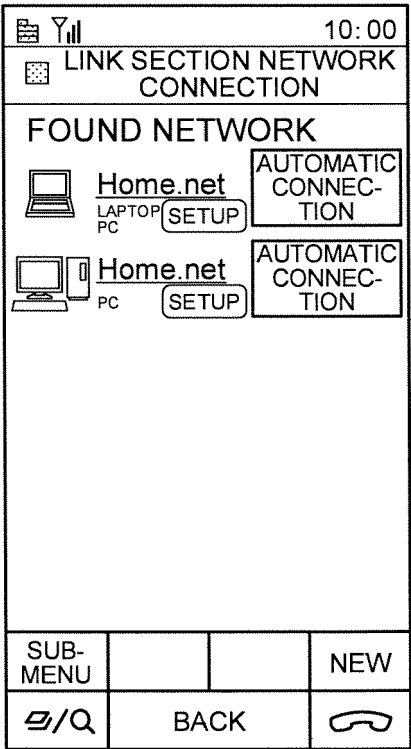 10:00
LINK SECTION NETWORK
CONNECTION
FOUND NETWORK
Home.net
LAPTOP
PC
SETUP
AUTOMATIC
CONNEC-
TION
Home.net
PC
SETUP
AUTOMATIC
CONNEC-
TION
SUB-
MENU
NEW
BACK